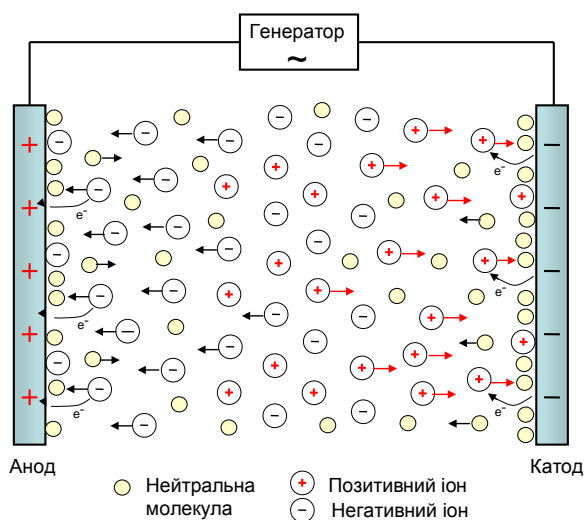 Генератор
~
e⁻
e⁻
e⁻
e⁻
e⁻
e⁻
Анод
Катод
Нейтральна
молекула
Позитивний іон
Негативний іон